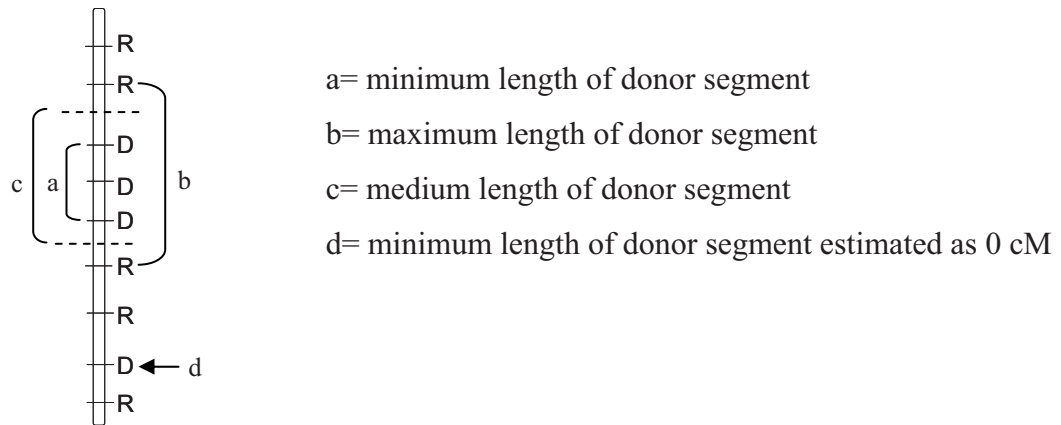 R
R
a= minimum length of donor segment
D
b= maximum length of donor segment
c a D b
c= medium length of donor segment
D
d= minimum length of donor segment estimated as 0 cM
R
R
D d
R